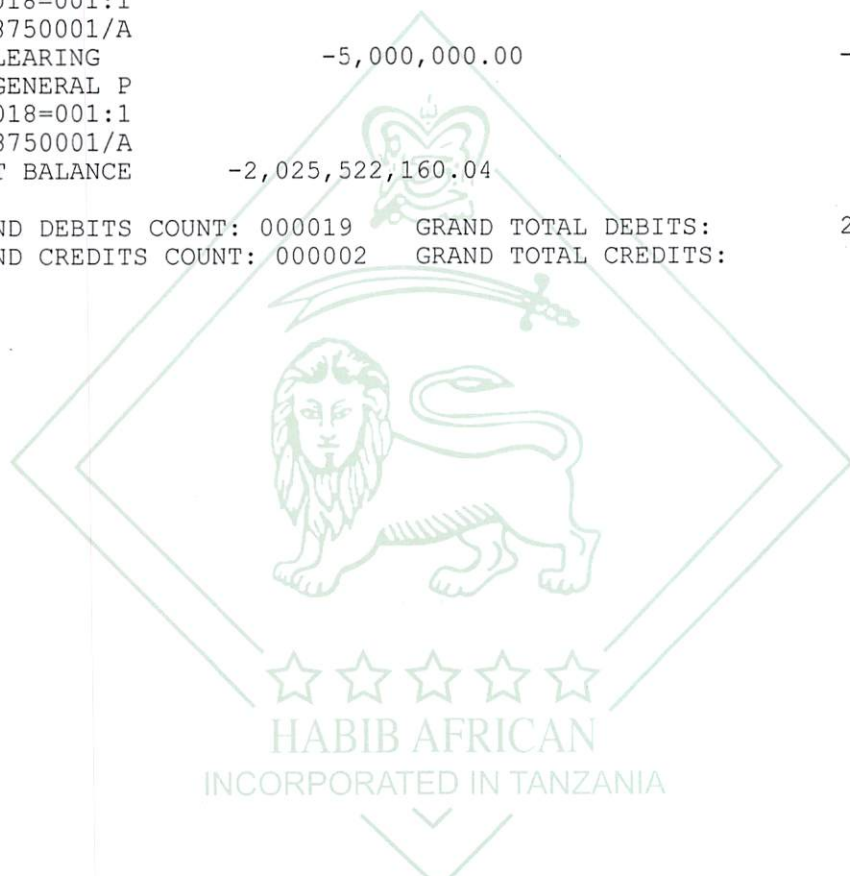 018=001:1
8750001/A
LEARING -5,000,000.00 -
GENERAL P
018=001:1
8750001/A
T BALANCE -2,025,522,160.04
ND DEBITS COUNT: 000019 GRAND TOTAL DEBITS: 2
ND CREDITS COUNT: 000002 GRAND TOTAL CREDITS:
HABIB AFRICAN
INCORPORATED IN TANZANIA